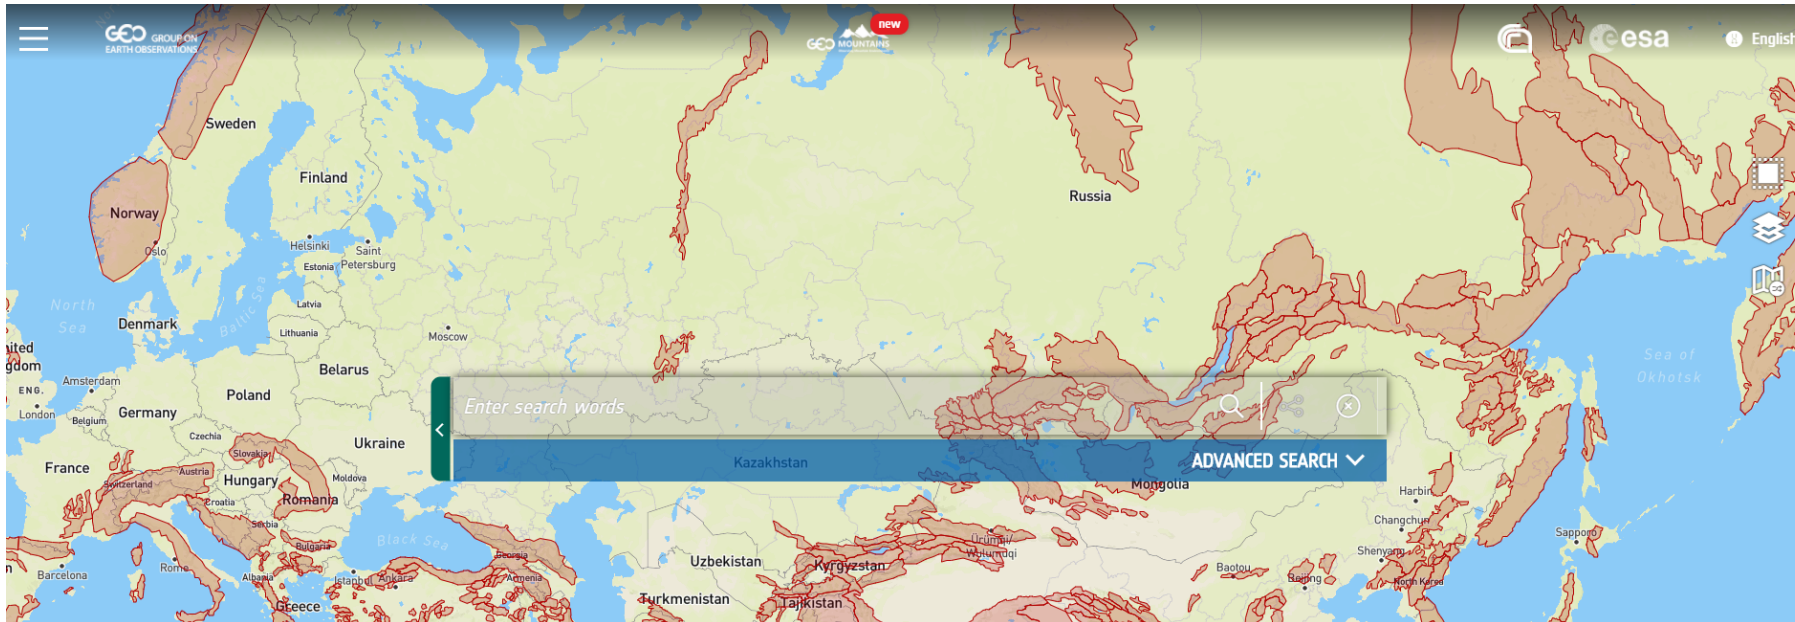 GEO GROUP ON
EARTH OBSERVATIONS
new
GEO MOUNTAINS
esa
English
Sweden
Finland
Russia
Norway
Oslo
Helsinki
Saint
Petersburg
Estonia
North
Sea
Baltic Sea
Latvia
Denmark
Lithuania
Moscow
Sea of
Okhotsk
Belarus
Amsterdam
ENG.
Poland
London
Germany
Belgium
Enter search words
Czechia
Ukraine
Slovakia
France
Austria
Kazakhstan
ADVANCED SEARCH
Switzerland
Hungary
Moldova
Mongolia
Harbin
Croatia
Romania
Serbia
Changchun
Black Sea
Bulgaria
Georgia
Ürümqi/
Wulumuqi
Sapporo
Shenyang
Uzbekistan
Kyrgyzstan
Barcelona
Rome
Albania
Istanbul
Ankara
Armenia
Baotou
Beijing
North Korea
Greece
Turkmenistan
Tajikistan